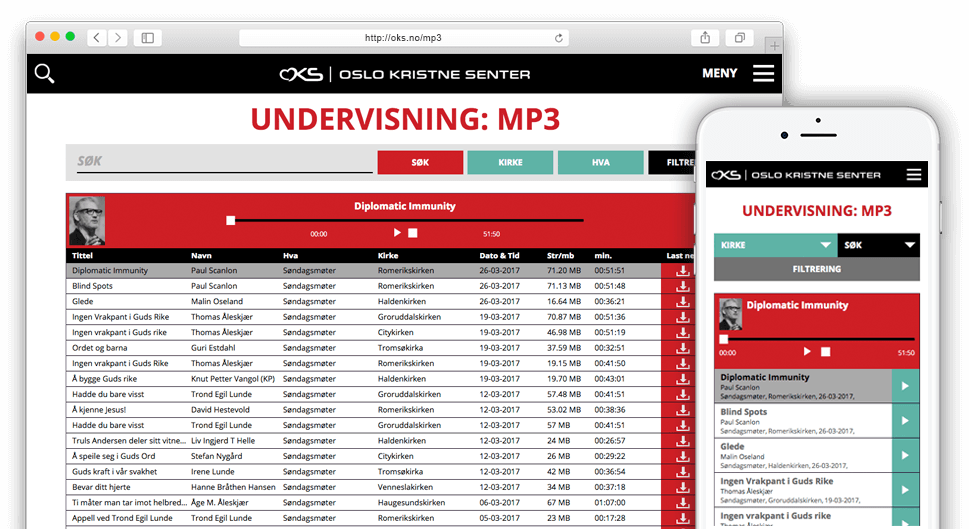 http://oks.no/mp3
OKS | OSLO KRISTNE SENTER
MENY
UNDERVISNING: MP3
SØK
SØK
KIRKE
HVA
FILTRE
Diplomatic Immunity
00:00
51:50
Tittel Navn Hva Kirke Dato & Tid Str/mb min. Last ne
Diplomatic Immunity Paul Scanlon Søndagsmøter Romerikskirken 26-03-2017 71.20 MB 00:51:51
Blind Spots Paul Scanlon Søndagsmøter Romerikskirken 26-03-2017 71.13 MB 00:51:48
Glede Malin Oseland Søndagsmøter Haldenkirken 26-03-2017 16.64 MB 00:36:21
Ingen Vrakpant i Guds Rike Thomas Åleskjær Søndagsmøter Groruddalskirken 19-03-2017 70.87 MB 00:51:36
Ingen vrakpant i Guds rike Thomas Åleskjær Søndagsmøter Citykirken 19-03-2017 46.98 MB 00:51:19
Ordet og barna Guri Estdahl Søndagsmøter Tromsøkirka 19-03-2017 37.59 MB 00:32:51
Ingen vrakpant i Guds Rike Thomas Åleskjær Søndagsmøter Romerikskirken 19-03-2017 19.15 MB 00:41:50
Å bygge Guds rike Knut Petter Vangol (KP) Søndagsmøter Haldenkirken 19-03-2017 19.70 MB 00:43:01
Hadde du bare visst Trond Egil Lunde Søndagsmøter Romerikskirken 12-03-2017 57.48 MB 00:41:51
Å kjenne Jesus! David Hestevold Søndagsmøter Romerikskirken 12-03-2017 53.02 MB 00:38:36
Hadde du bare visst Trond Egil Lunde Søndagsmøter Groruddalskirken 12-03-2017 57 MB 00:41:51
Truls Andersen deler sitt vitne... Liv Ingjerd T Helle Søndagsmøter Haldenkirken 12-03-2017 24 MB 00:26:57
Å speile seg i Guds Ord Stefan Nygård Søndagsmøter Citykirken 12-03-2017 26 MB 00:29:22
Guds kraft i vår svakhet Irene Lunde Søndagsmøter Tromsøkirka 12-03-2017 42 MB 00:36:54
Bevar ditt hjerte Hanne Bråthen Hansen Søndagsmøter Venneslakirken 12-03-2017 34 MB 00:37:18
Ti måter man tar imot helbred... Åge M. Åleskjær Søndagsmøter Haugesundskirken 06-03-2017 67 MB 01:07:00
Appell ved Trond Egil Lunde Trond Egil Lunde Søndagsmøter Romerikskirken 05-03-2017 23 MB 00:17:28
OKS | OSLO KRISTNE SENTER
UNDERVISNING: MP3
KIRKE
SØK
FILTRERING
Diplomatic Immunity
00:00
51:50
Diplomatic Immunity
Paul Scanlon
Søndagsmøter, Romerikskirken, 26-03-2017,
Blind Spots
Paul Scanlon
Søndagsmøter, Romerikskirken, 26-03-2017,
Glede
Malin Oseland
Søndagsmøter, Haldenkirken, 26-03-2017,
Ingen Vrakpant i Guds Rike
Thomas Åleskjær
Søndagsmøter, Groruddalskirken, 19-03-2017,
Ingen vrakpant i Guds rike
Thomas Åleskjær